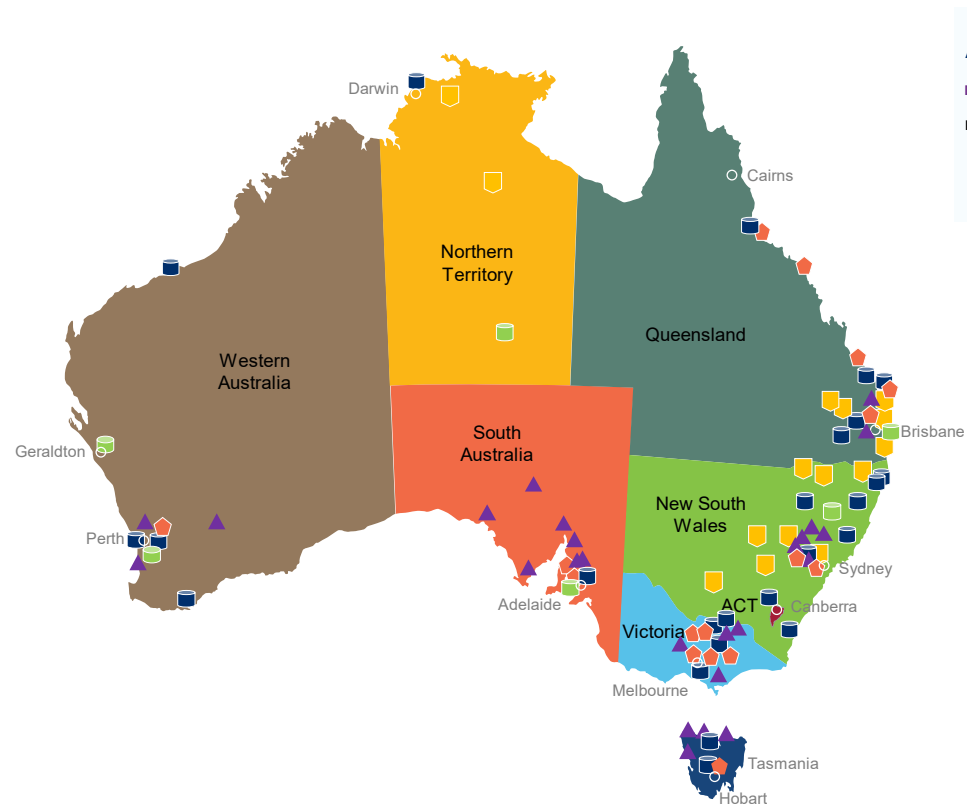 Darwin
Cairns
Northern
Territory
Queensland
Western
Australia
South
Australia
Brisbane
Geraldton
New South
Wales
Perth
Sydney
Adelaide
ACT
Canberra
Victoria
Melbourne
Tasmania
Hobart